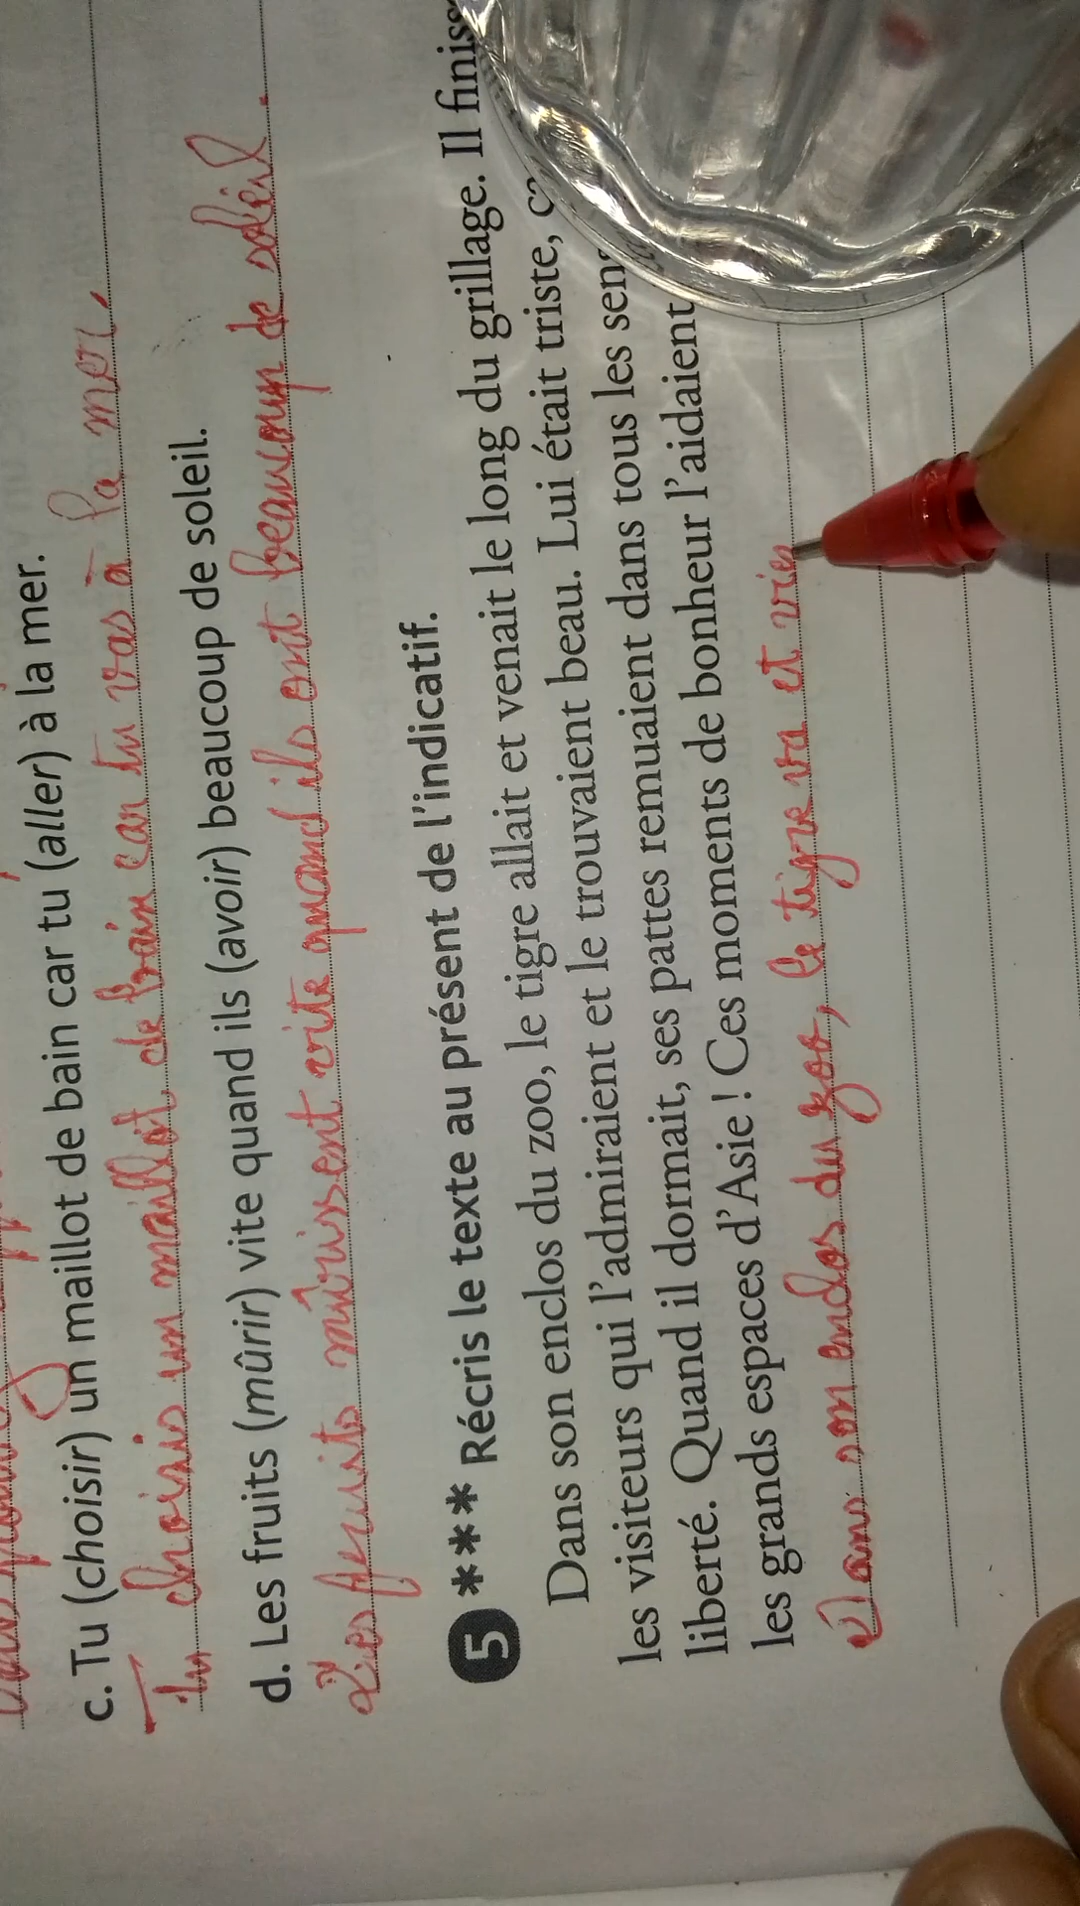 c. Tu (choisir) un maillot de bain car tu (aller) à la mer.
Tu choisis un maillot de bain car tu vas à la mer.
d. Les fruits (mûrir) vite quand ils (avoir) beaucoup de soleil.
Les fruits mûrissent vite quand ils ont beaucoup de soleil.
5 *** Récris le texte au présent de l'indicatif.
Dans son enclos du zoo, le tigre allait et venait le long du grillage. Il
les visiteurs qui l'admiraient et le trouvaient beau. Lui était triste,
liberté. Quand il dormait, ses pattes remuaient dans tous les
les grands espaces d'Asie ! Ces moments de bonheur l'aidaient
Dans son enclos du zoo, le tigre va et vien